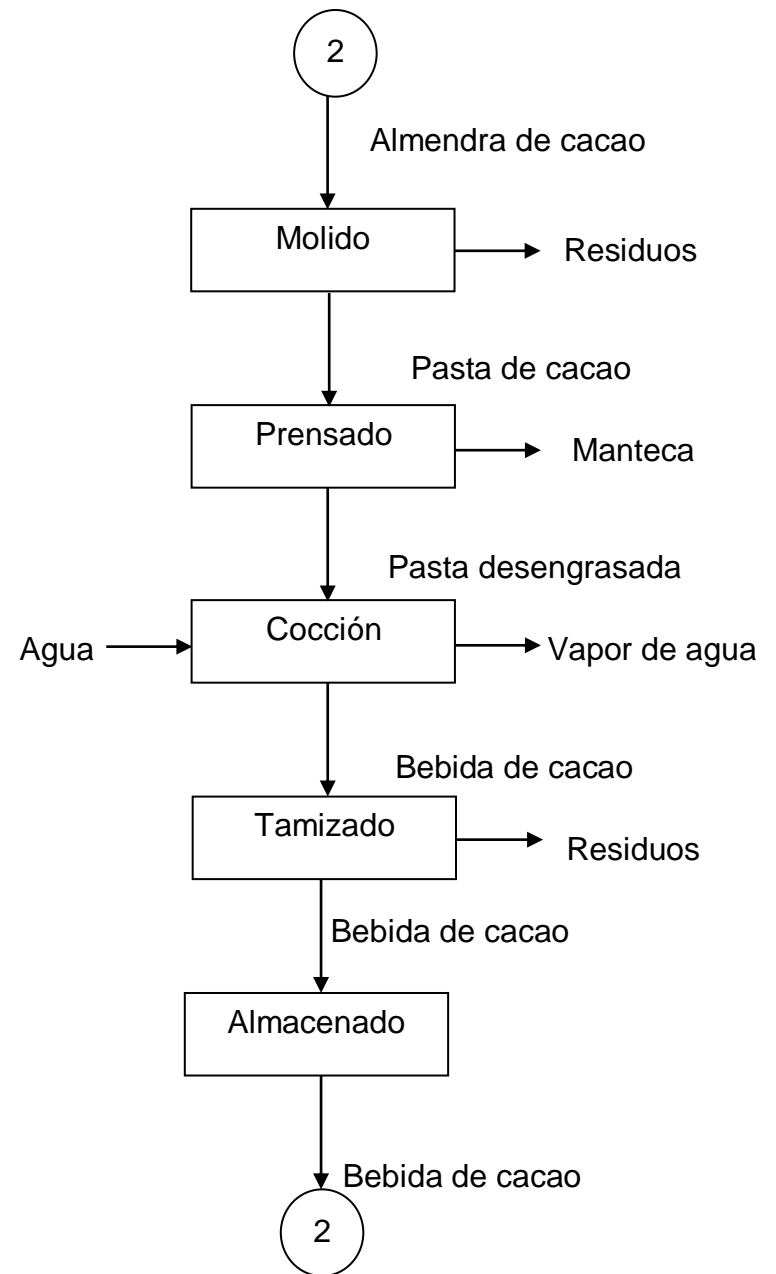 2
Almendra de cacao
Molido
Residuos
Pasta de cacao
Prensado
Manteca
Pasta desengrasada
Cocción
Agua
Vapor de agua
Bebida de cacao
Tamizado
Residuos
Bebida de cacao
Almacenado
Bebida de cacao
2